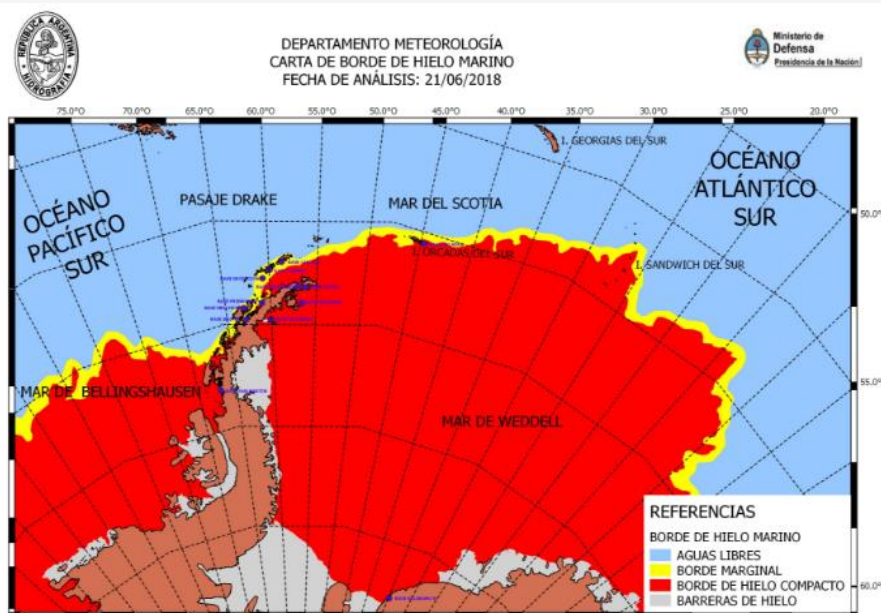 REPÚBLICA ARGENTINA
HIDROGRAFIA
DEPARTAMENTO METEOROLOGÍA
CARTA DE BORDE DE HIELO MARINO
FECHA DE ANÁLISIS: 21/06/2018
Ministerio de
Defensa
Presidencia de la Nación
75.0°O 70.0°O 65.0°O 60.0°O 55.0°O 50.0°O 45.0°O 40.0°O 35.0°O 30.0°O 25.0°O 20.0°O
I. GEORGIAS DEL SUR
OCÉANO
ATLÁNTICO
SUR
PASAJE DRAKE
MAR DEL SCOTIA
OCÉANO
PACÍFICO
SUR
50.0°
I. ORCADAS DEL SUR
I. SANDWICH DEL SUR
55.0°
MAR DE BELLINGSHAUSEN
MAR DE WEDDELL
REFERENCIAS
BORDE DE HIELO MARINO
AGUAS LIBRES
BORDE MARGINAL
BORDE DE HIELO COMPACTO
BARRERAS DE HIELO
60.0°